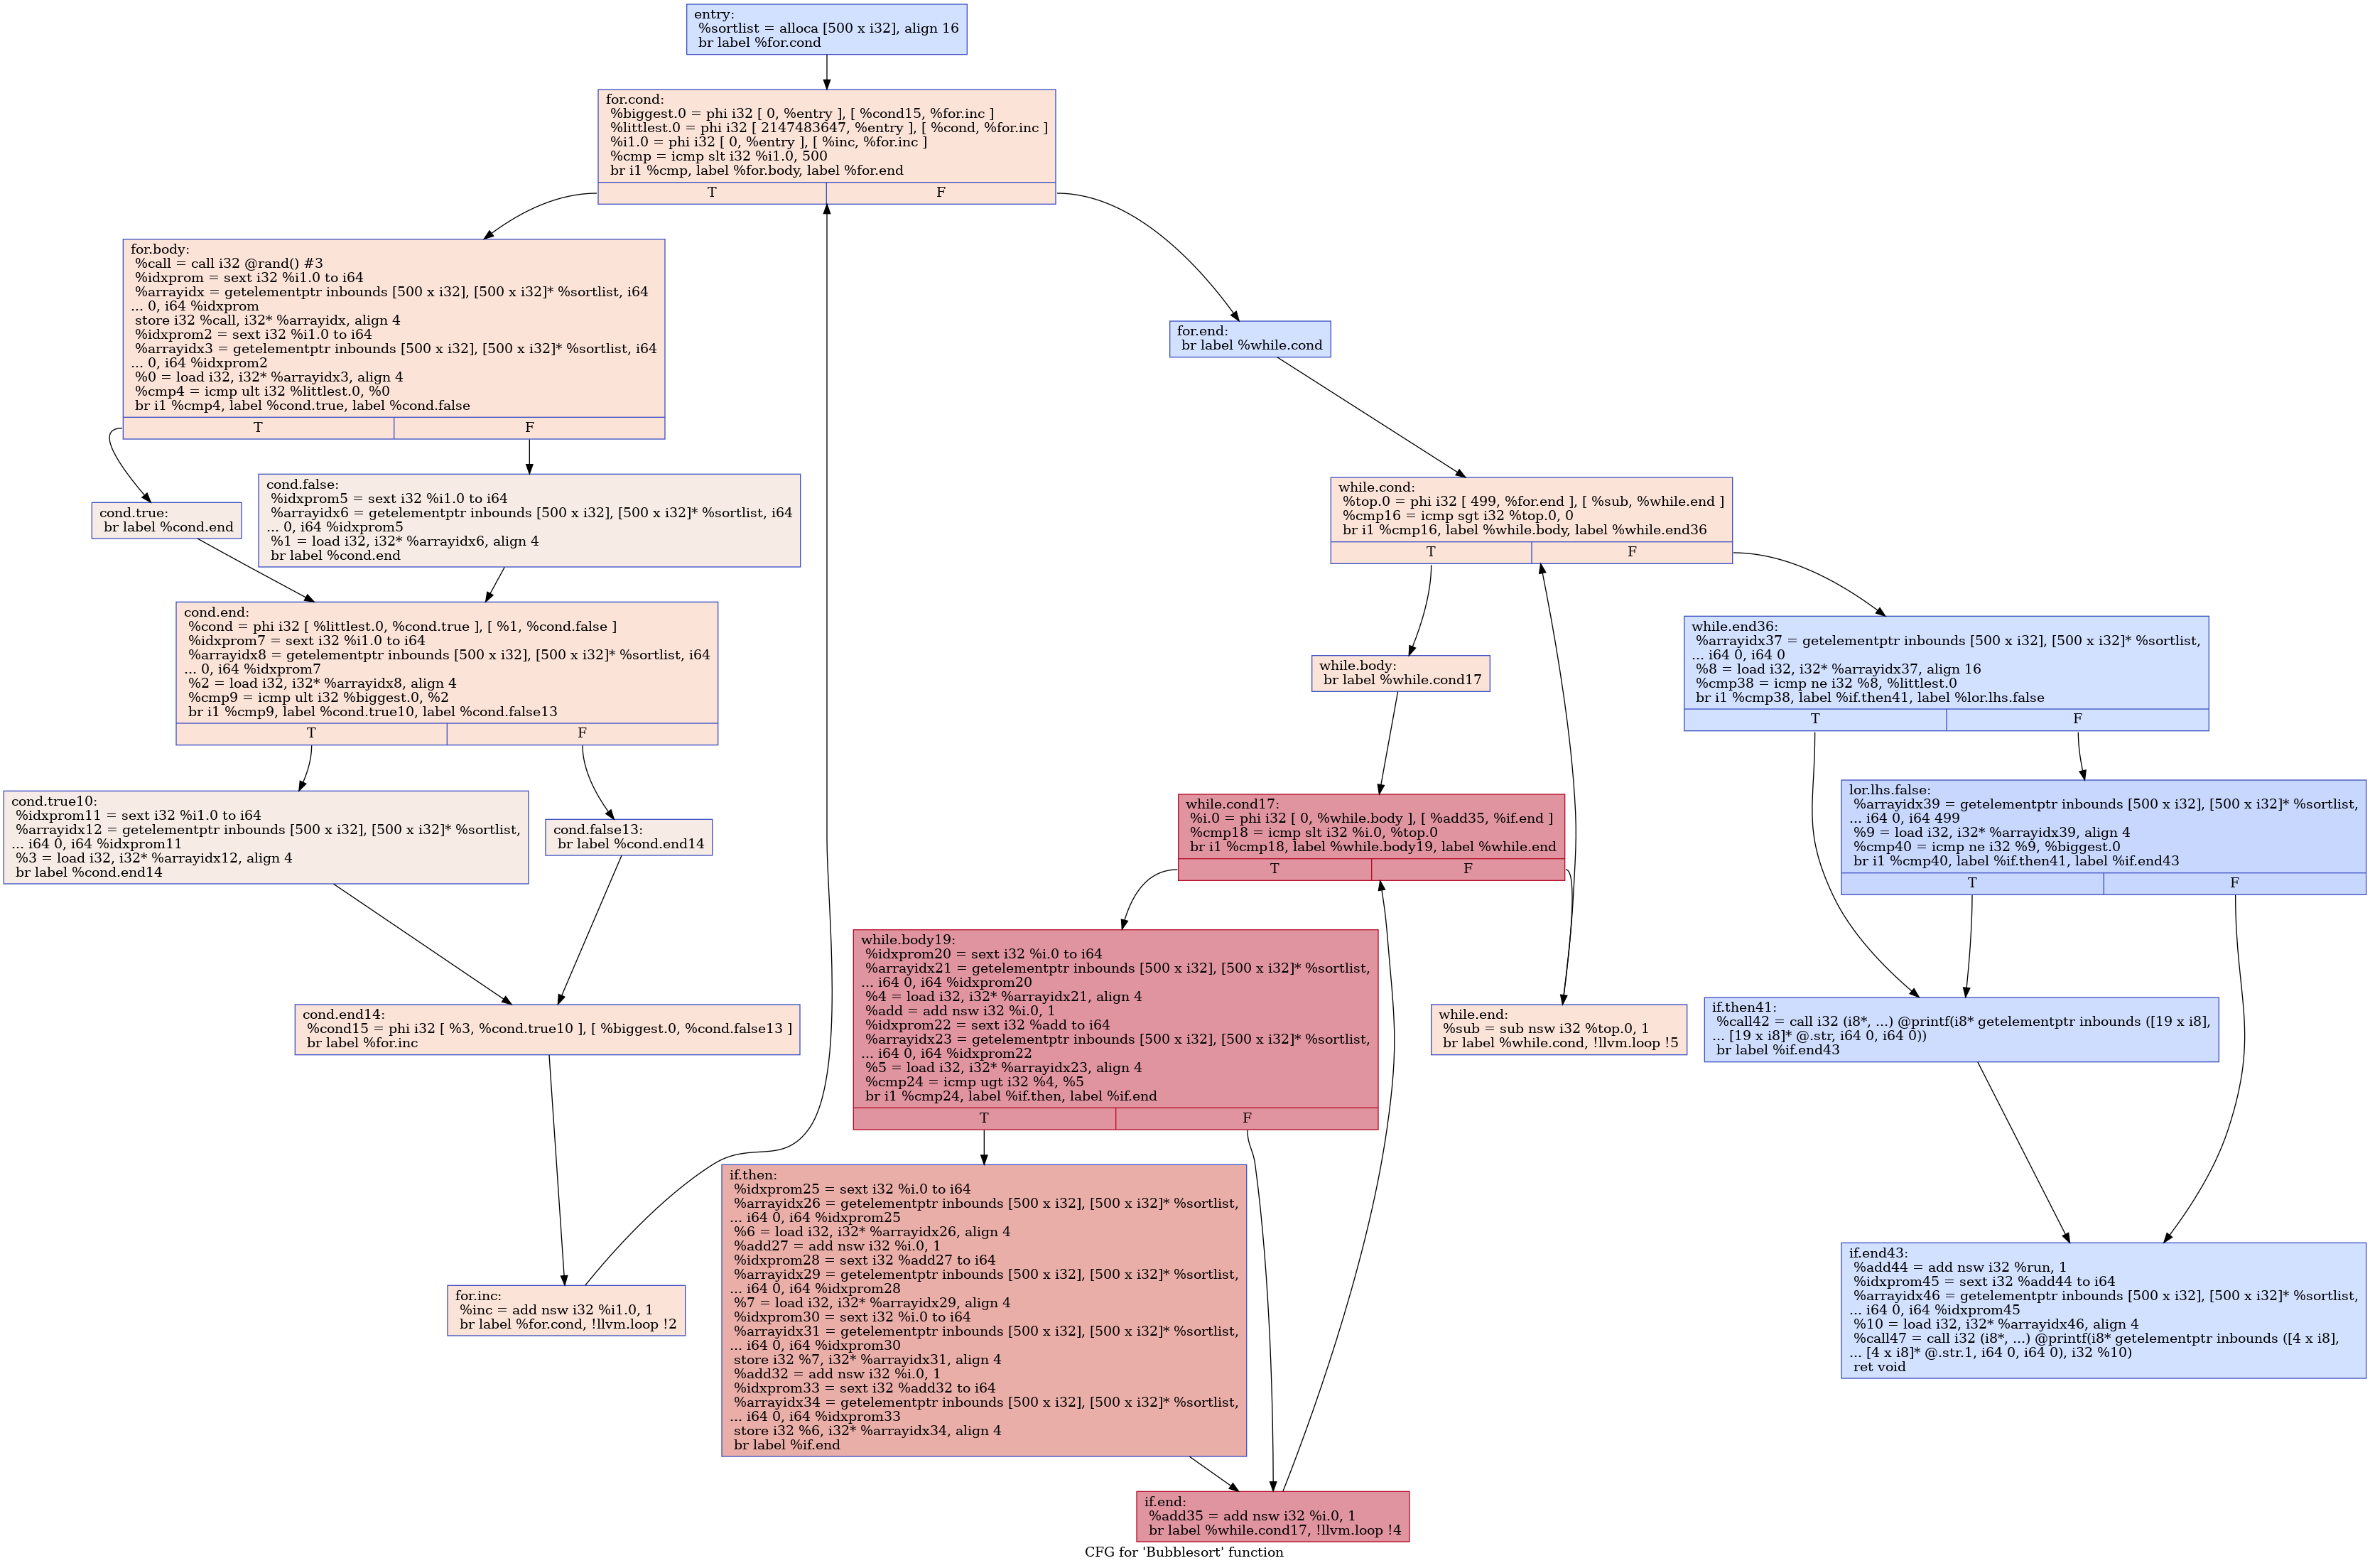 entry:
%sortlist = alloca [500 x i32], align 16
br label %for.cond
for.cond:
%biggest.0 = phi i32 [ 0, %entry ], [ %cond15, %for.inc ]
%littlest.0 = phi i32 [ 2147483647, %entry ], [ %cond, %for.inc ]
%i1.0 = phi i32 [ 0, %entry ], [ %inc, %for.inc ]
%cmp = icmp slt i32 %i1.0, 500
br i1 %cmp, label %for.body, label %for.end
T
F
for.body:
%call = call i32 @rand() #3
%idxprom = sext i32 %i1.0 to i64
%arrayidx = getelementptr inbounds [500 x i32], [500 x i32]* %sortlist, i64
... 0, i64 %idxprom
store i32 %call, i32* %arrayidx, align 4
%idxprom2 = sext i32 %i1.0 to i64
%arrayidx3 = getelementptr inbounds [500 x i32], [500 x i32]* %sortlist, i64
... 0, i64 %idxprom2
%0 = load i32, i32* %arrayidx3, align 4
%cmp4 = icmp ult i32 %littlest.0, %0
br i1 %cmp4, label %cond.true, label %cond.false
T
F
cond.true:
br label %cond.end
cond.false:
%idxprom5 = sext i32 %i1.0 to i64
%arrayidx6 = getelementptr inbounds [500 x i32], [500 x i32]* %sortlist, i64
... 0, i64 %idxprom5
%1 = load i32, i32* %arrayidx6, align 4
br label %cond.end
cond.end:
%cond = phi i32 [ %littlest.0, %cond.true ], [ %1, %cond.false ]
%idxprom7 = sext i32 %i1.0 to i64
%arrayidx8 = getelementptr inbounds [500 x i32], [500 x i32]* %sortlist, i64
... 0, i64 %idxprom7
%2 = load i32, i32* %arrayidx8, align 4
%cmp9 = icmp ult i32 %biggest.0, %2
br i1 %cmp9, label %cond.true10, label %cond.false13
T
F
cond.true10:
%idxprom11 = sext i32 %i1.0 to i64
%arrayidx12 = getelementptr inbounds [500 x i32], [500 x i32]* %sortlist,
... i64 0, i64 %idxprom11
%3 = load i32, i32* %arrayidx12, align 4
br label %cond.end14
cond.false13:
br label %cond.end14
cond.end14:
%cond15 = phi i32 [ %3, %cond.true10 ], [ %biggest.0, %cond.false13 ]
br label %for.inc
for.inc:
%inc = add nsw i32 %i1.0, 1
br label %for.cond, !llvm.loop !2
for.end:
br label %while.cond
while.cond:
%top.0 = phi i32 [ 499, %for.end ], [ %sub, %while.end ]
%cmp16 = icmp sgt i32 %top.0, 0
br i1 %cmp16, label %while.body, label %while.end36
T
F
while.body:
br label %while.cond17
while.cond17:
%i.0 = phi i32 [ 0, %while.body ], [ %add35, %if.end ]
%cmp18 = icmp slt i32 %i.0, %top.0
br i1 %cmp18, label %while.body19, label %while.end
T
F
while.body19:
%idxprom20 = sext i32 %i.0 to i64
%arrayidx21 = getelementptr inbounds [500 x i32], [500 x i32]* %sortlist,
... i64 0, i64 %idxprom20
%4 = load i32, i32* %arrayidx21, align 4
%add = add nsw i32 %i.0, 1
%idxprom22 = sext i32 %add to i64
%arrayidx23 = getelementptr inbounds [500 x i32], [500 x i32]* %sortlist,
... i64 0, i64 %idxprom22
%5 = load i32, i32* %arrayidx23, align 4
%cmp24 = icmp ugt i32 %4, %5
br i1 %cmp24, label %if.then, label %if.end
T
F
if.then:
%idxprom25 = sext i32 %i.0 to i64
%arrayidx26 = getelementptr inbounds [500 x i32], [500 x i32]* %sortlist,
... i64 0, i64 %idxprom25
%6 = load i32, i32* %arrayidx26, align 4
%add27 = add nsw i32 %i.0, 1
%idxprom28 = sext i32 %add27 to i64
%arrayidx29 = getelementptr inbounds [500 x i32], [500 x i32]* %sortlist,
... i64 0, i64 %idxprom28
%7 = load i32, i32* %arrayidx29, align 4
%idxprom30 = sext i32 %i.0 to i64
%arrayidx31 = getelementptr inbounds [500 x i32], [500 x i32]* %sortlist,
... i64 0, i64 %idxprom30
store i32 %7, i32* %arrayidx31, align 4
%add32 = add nsw i32 %i.0, 1
%idxprom33 = sext i32 %add32 to i64
%arrayidx34 = getelementptr inbounds [500 x i32], [500 x i32]* %sortlist,
... i64 0, i64 %idxprom33
store i32 %6, i32* %arrayidx34, align 4
br label %if.end
if.end:
%add35 = add nsw i32 %i.0, 1
br label %while.cond17, !llvm.loop !4
while.end:
%sub = sub nsw i32 %top.0, 1
br label %while.cond, !llvm.loop !5
while.end36:
%arrayidx37 = getelementptr inbounds [500 x i32], [500 x i32]* %sortlist,
... i64 0, i64 0
%8 = load i32, i32* %arrayidx37, align 16
%cmp38 = icmp ne i32 %8, %littlest.0
br i1 %cmp38, label %if.then41, label %lor.lhs.false
T
F
lor.lhs.false:
%arrayidx39 = getelementptr inbounds [500 x i32], [500 x i32]* %sortlist,
... i64 0, i64 499
%9 = load i32, i32* %arrayidx39, align 4
%cmp40 = icmp ne i32 %9, %biggest.0
br i1 %cmp40, label %if.then41, label %if.end43
T
F
if.then41:
%call42 = call i32 (i8*, ...) @printf(i8* getelementptr inbounds ([19 x i8],
... [19 x i8]* @.str, i64 0, i64 0))
br label %if.end43
if.end43:
%add44 = add nsw i32 %run, 1
%idxprom45 = sext i32 %add44 to i64
%arrayidx46 = getelementptr inbounds [500 x i32], [500 x i32]* %sortlist,
... i64 0, i64 %idxprom45
%10 = load i32, i32* %arrayidx46, align 4
%call47 = call i32 (i8*, ...) @printf(i8* getelementptr inbounds ([4 x i8],
... [4 x i8]* @.str.1, i64 0, i64 0), i32 %10)
ret void
CFG for 'Bubblesort' function